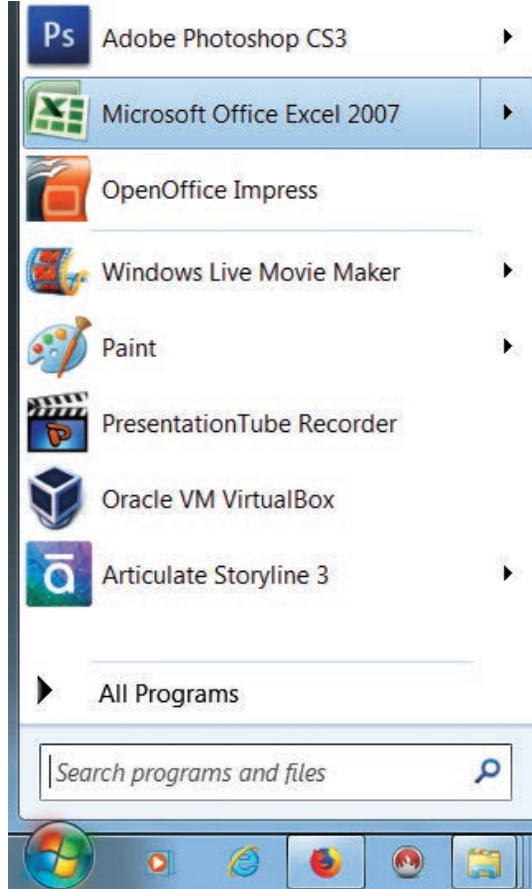 Ps Adobe Photoshop CS3
Microsoft Office Excel 2007
OpenOffice Impress
Windows Live Movie Maker
Paint
PresentationTube Recorder
Oracle VM VirtualBox
ā Articulate Storyline 3
All Programs
Search programs and files